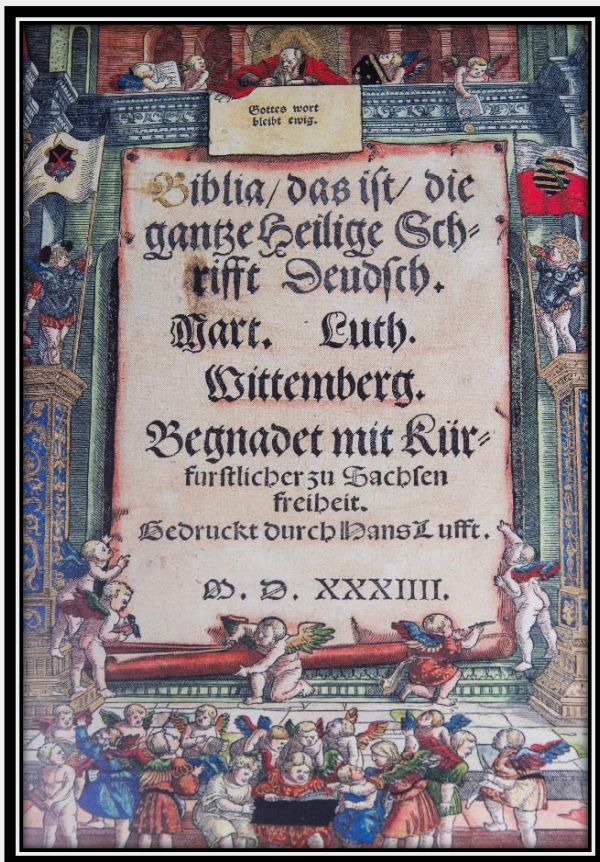 Gottes wort
bleibt ewig.
Biblia/ das ist/ die
gantze Heilige Sch-
rifft Deudsch.
Mart. Luth.
Wittemberg.
Begnadet mit Kür-
furstlicher zu Sachsen
freiheit.
Gedruckt durch Hans Lufft.
M. D. XXXIIII.